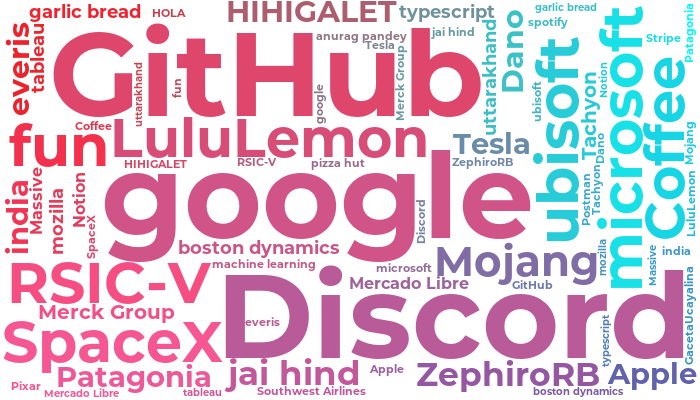 garlic bread
HOLA
HIHIGALET
typescript
garlic bread
spotify
everis
tableau
GitHub
anurag pandey
jai hind
Tesla
Merck Group
uttarakhand
fun
google
uttarakhand
Dano
ubisoft
ubisoft
Tachyon
Notion
microsoft
Stripe
Patagonia
Coffee
Coffee
fun
LuluLemon
Tesla
HIHIGALET
RSIC-V
pizza hut
ZephiroRB
Dano
Tachyon
Postman
Mojang
LuluLemon
india
Massive
mozilla
Notion
SpaceX
google
Discord
boston dynamics
machine learning
microsoft
Mojang
mozilla
Massive
india
RSIC-V
Mercado Libre
GitHub
Merck Group
Discord
everis
typescript
GacetaUcayalina
SpaceX
Patagonia
jai hind
Apple
ZephiroRB
Apple
Pixar
Mercado Libre
tableau
Southwest Airlines
boston dynamics